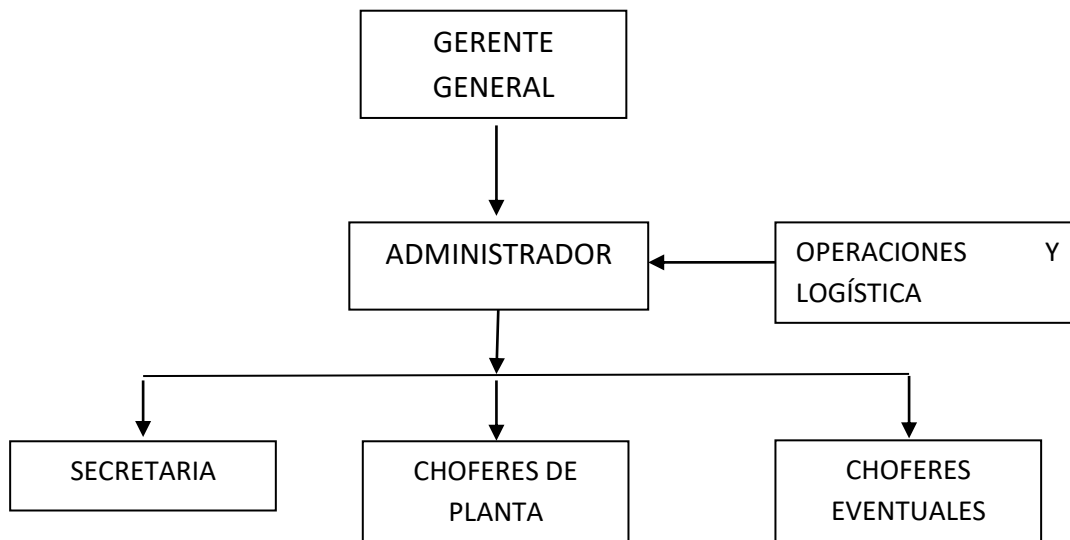 GERENTE
GENERAL
ADMINISTRADOR
OPERACIONES Y
LOGÍSTICA
SECRETARIA
CHOFERES DE
PLANTA
CHOFERES
EVENTUALES